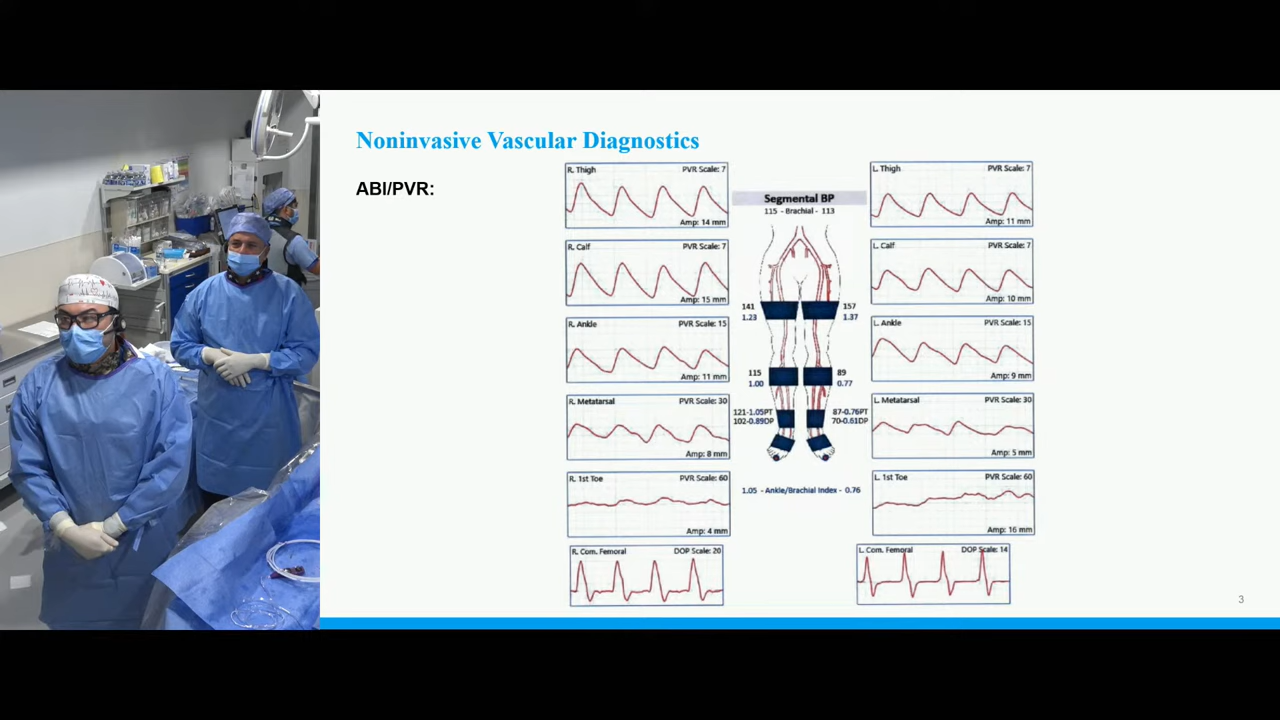 Noninvasive Vascular Diagnostics
ABI/PVR:
R. Thigh PVR Scale: 7
Amp: 14 mm
R. Calf PVR Scale: 7
Amp: 15 mm
R. Ankle PVR Scale: 15
Amp: 11 mm
R. Metatarsal PVR Scale: 30
Amp: 8 mm
R. 1st Toe PVR Scale: 60
Amp: 4 mm
R. Com. Femoral DOP Scale: 20
Segmental BP
115 - Brachial - 113
141 157
1.23 1.37
115 89
1.00 0.77
121-1.05PT 87-0.76PT
102-0.89DP 70-0.61DP
1.05 - Ankle/Brachial Index - 0.76
L. Thigh PVR Scale: 7
Amp: 11 mm
L. Calf PVR Scale: 7
Amp: 10 mm
L. Ankle PVR Scale: 15
Amp: 9 mm
L. Metatarsal PVR Scale: 30
Amp: 5 mm
L. 1st Toe PVR Scale: 60
Amp: 16 mm
L. Com. Femoral DOP Scale: 14
3